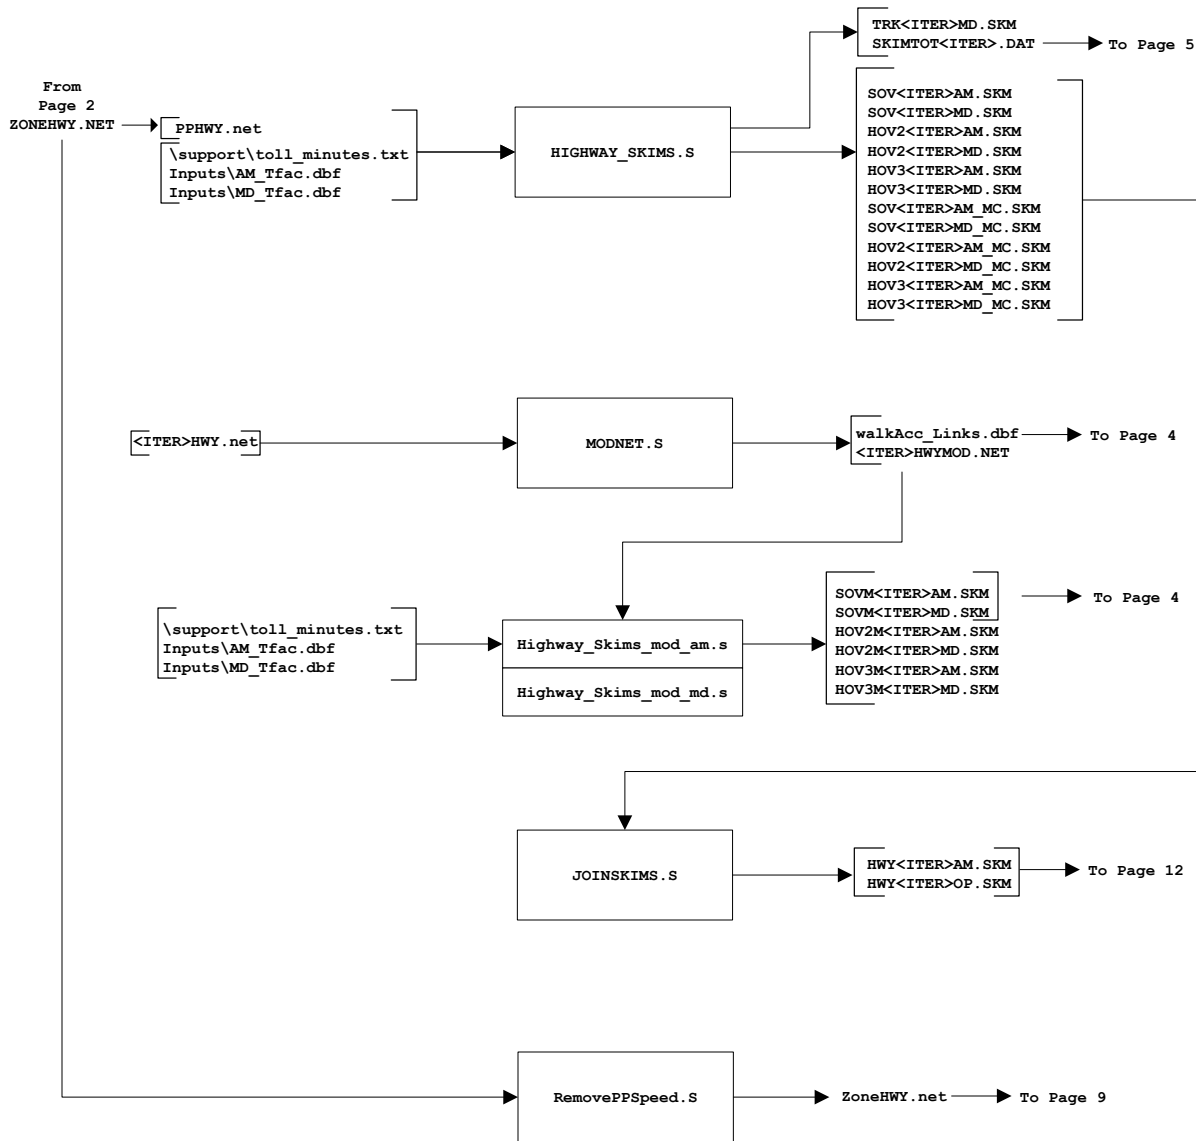 TRK<ITER>MD.SKM
SKIMTOT<ITER>.DAT
To Page 5
From
Page 2
ZONEHWY.NET
PPHWY.net
\support\toll_minutes.txt
Inputs\AM_Tfac.dbf
Inputs\MD_Tfac.dbf
HIGHWAY_SKIMS.S
SOV<ITER>AM.SKM
SOV<ITER>MD.SKM
HOV2<ITER>AM.SKM
HOV2<ITER>MD.SKM
HOV3<ITER>AM.SKM
HOV3<ITER>MD.SKM
SOV<ITER>AM_MC.SKM
SOV<ITER>MD_MC.SKM
HOV2<ITER>AM_MC.SKM
HOV2<ITER>MD_MC.SKM
HOV3<ITER>AM_MC.SKM
HOV3<ITER>MD_MC.SKM
<ITER>HWY.net
MODNET.S
walkAcc_Links.dbf
<ITER>HWYMOD.NET
To Page 4
\support\toll_minutes.txt
Inputs\AM_Tfac.dbf
Inputs\MD_Tfac.dbf
Highway_Skims_mod_am.s
Highway_Skims_mod_md.s
SOVM<ITER>AM.SKM
SOVM<ITER>MD.SKM
HOV2M<ITER>AM.SKM
HOV2M<ITER>MD.SKM
HOV3M<ITER>AM.SKM
HOV3M<ITER>MD.SKM
To Page 4
JOINSKIMS.S
HWY<ITER>AM.SKM
HWY<ITER>OP.SKM
To Page 12
RemovePPSpeed.S
ZoneHWY.net
To Page 9